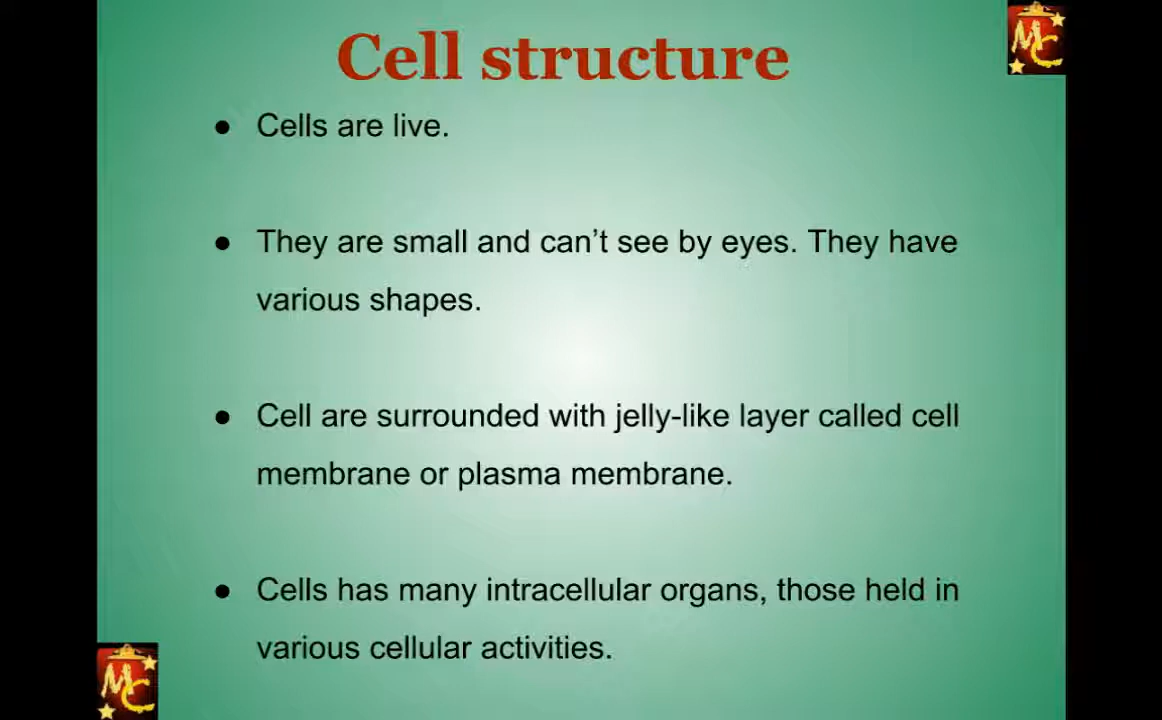 MC
Cell structure
● Cells are live.
● They are small and can't see by eyes. They have
various shapes.
● Cell are surrounded with jelly-like layer called cell
membrane or plasma membrane.
● Cells has many intracellular organs, those held in
various cellular activities.
MC